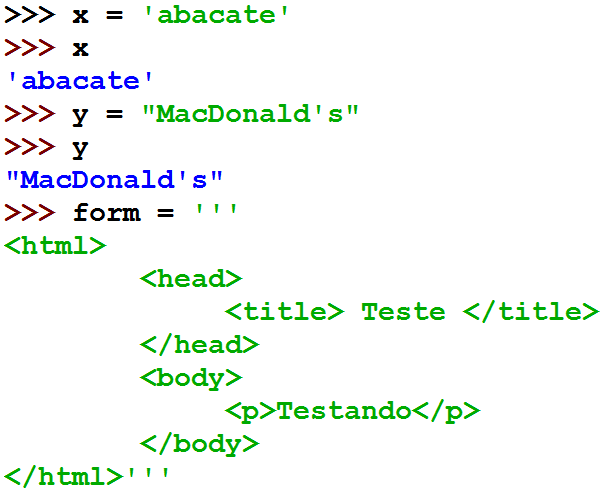 >>> x = 'abacate'
>>> x
'abacate'
>>> y = "MacDonald's"
>>> y
"MacDonald's"
>>> form = '''
<html>
        <head>
             <title> Teste </title>
        </head>
        <body>
             <p>Testando</p>
        </body>
</html>'''